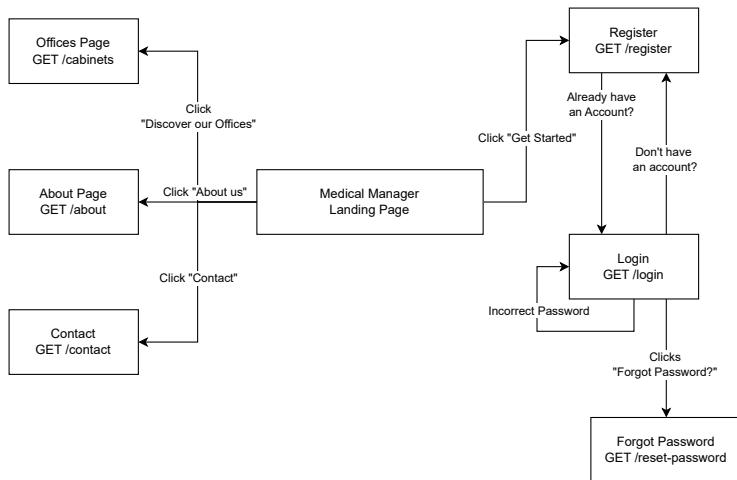 Offices Page
GET /cabinets
Register
GET /register
Click
"Discover our Offices"
Already have
an Account?
Click "Get Started"
Don't have
an account?
About Page
GET /about
Click "About us"
Medical Manager
Landing Page
Login
GET /login
Click "Contact"
Incorrect Password
Contact
GET /contact
Clicks
"Forgot Password?"
Forgot Password
GET /reset-password